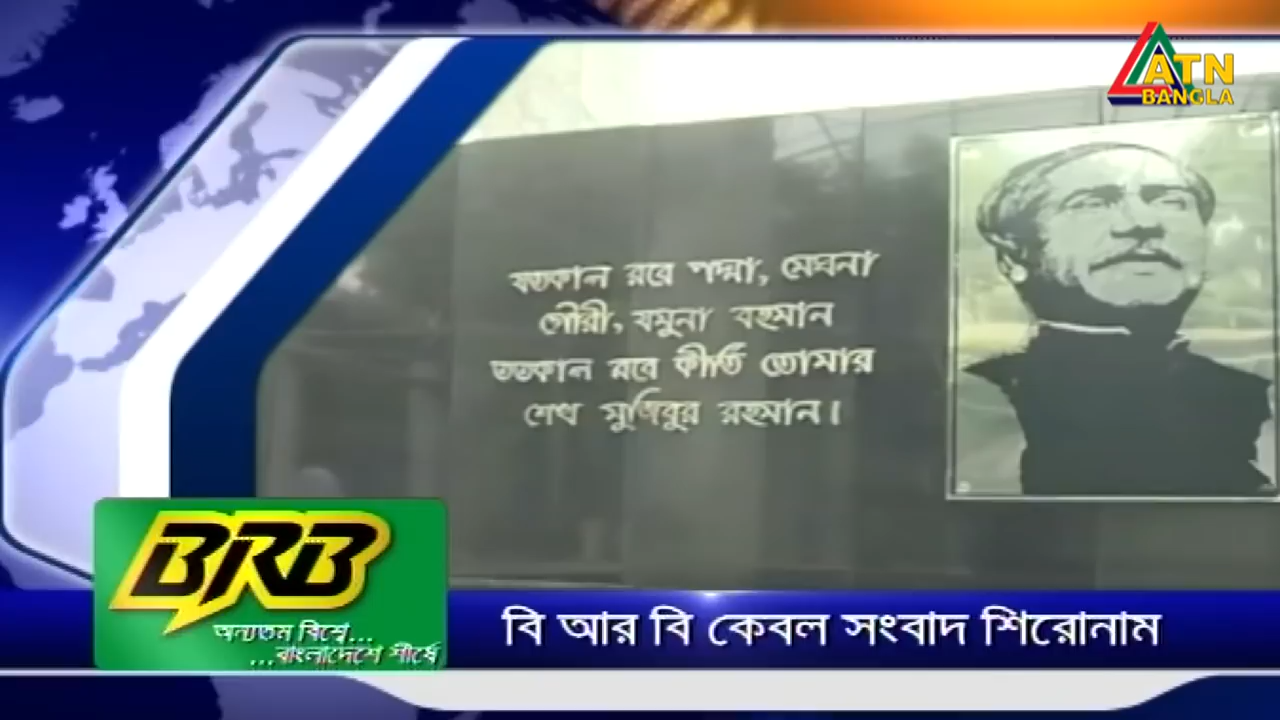 ATN
BANGLA
যতকাল রবে পদ্মা, মেঘনা
গৌরী, যমুনা বহমান
ততকাল রবে কীর্তি তোমার
শেখ মুজিবুর রহমান।
BRB
অন্যতম বিশ্বে...
...বাংলাদেশে শীর্ষে
বি আর বি কেবল সংবাদ শিরোনাম